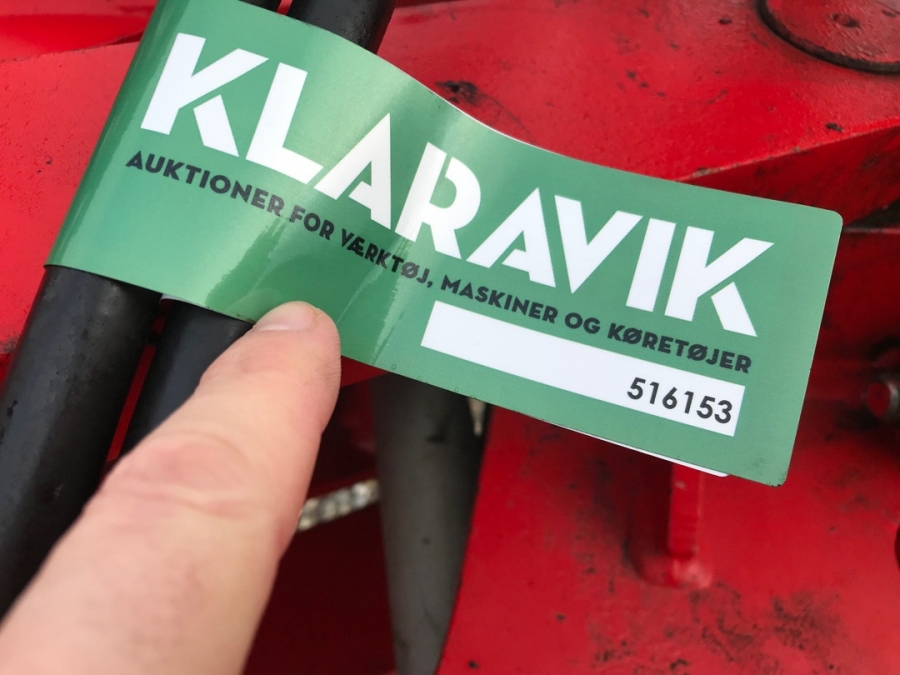 KLARAVIK
AUKTIONER FOR VÆRKTØJ, MASKINER OG KØRETØJER
516153